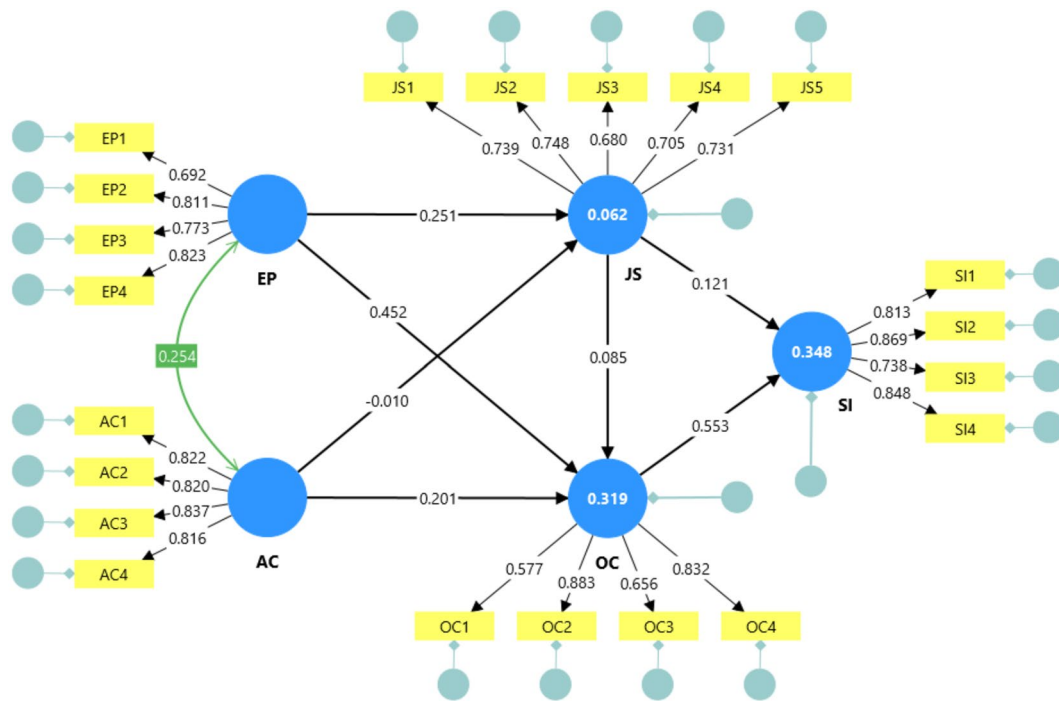 JS1
JS2
JS3
JS4
JS5
0.739
0.748
0.680
0.705
0.731
EP1
EP2
EP3
EP4
0.692
0.811
0.773
0.823
EP
0.251
0.062
JS
0.452
0.254
0.085
0.121
0.348
SI
0.813
0.869
0.738
0.848
SI1
SI2
SI3
SI4
-0.010
0.553
AC1
AC2
AC3
AC4
0.822
0.820
0.837
0.816
AC
0.201
0.319
OC
0.577
0.883
0.656
0.832
OC1
OC2
OC3
OC4